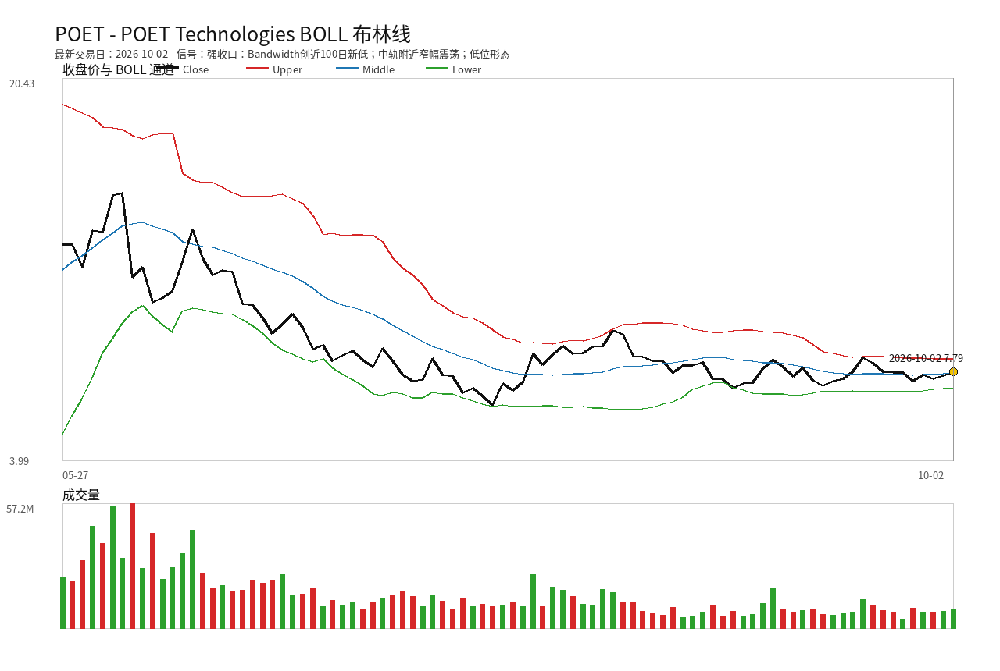 POET - POET Technologies BOLL 布林线
最新交易日：2026-10-02 信号：强收口：Bandwidth创近100日新低；中轨附近窄幅震荡；低位形态
收盘价与 BOLL 通道 Close Upper Middle Lower
20.43
2026-10-02 7.79
3.99
05-27 10-02
成交量
57.2M